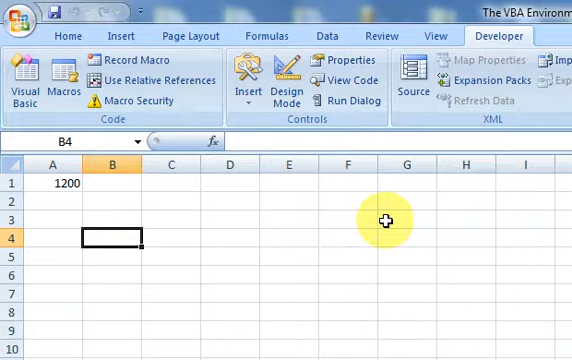 The VBA Environm
Home Insert Page Layout Formulas Data Review View Developer
Visual Basic
Macros
Record Macro
Use Relative References
Macro Security
Code
Insert
Design Mode
Properties
View Code
Run Dialog
Controls
Source
Map Properties
Expansion Packs
Refresh Data
Imp
Exp
XML
B4
fx
A B C D E F G H I
1 1200
2
3
4
5
6
7
8
9
10